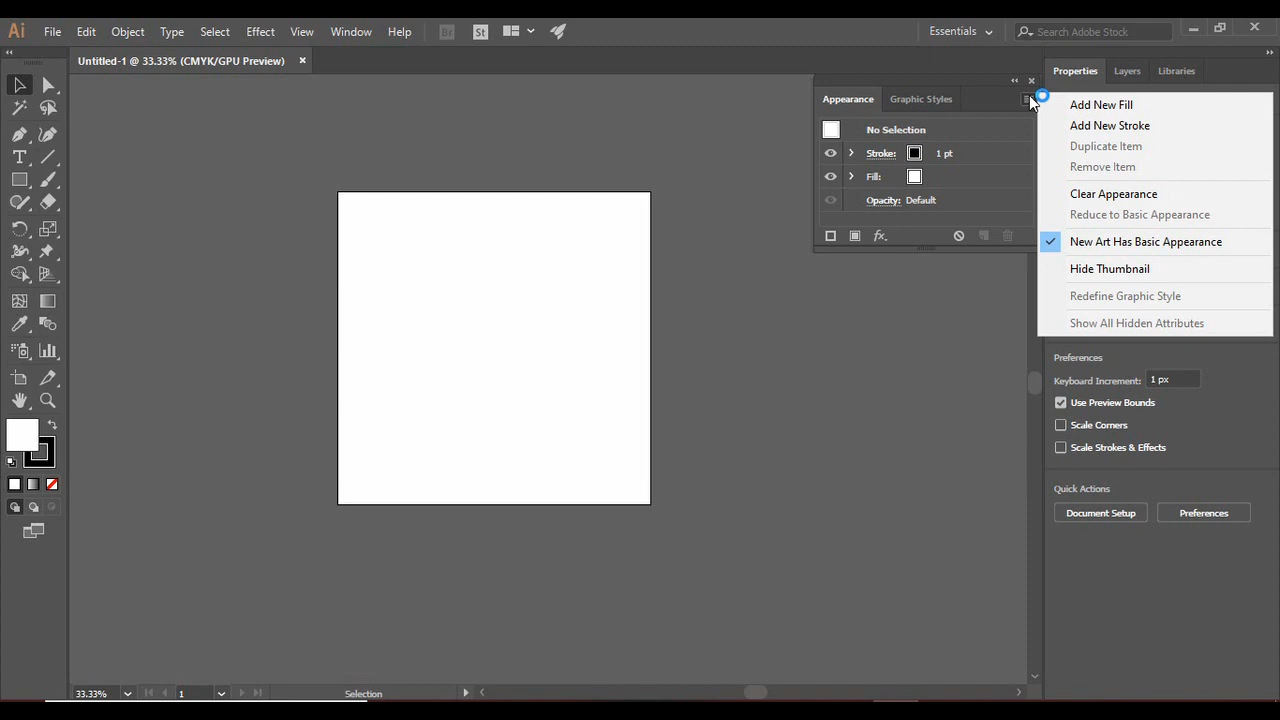 Ai File Edit Object Type Select Effect View Window Help Br St Essentials Search Adobe Stock
Untitled-1 @ 33.33% (CMYK/GPU Preview)
Appearance Graphic Styles
No Selection
Stroke: 1 pt
Fill:
Opacity: Default
fx.
Properties Layers Libraries
Add New Fill
Add New Stroke
Duplicate Item
Remove Item
Clear Appearance
Reduce to Basic Appearance
New Art Has Basic Appearance
Hide Thumbnail
Redefine Graphic Style
Show All Hidden Attributes
Preferences
Keyboard Increment: 1 px
Use Preview Bounds
Scale Corners
Scale Strokes & Effects
Quick Actions
Document Setup Preferences
33.33% 1 Selection